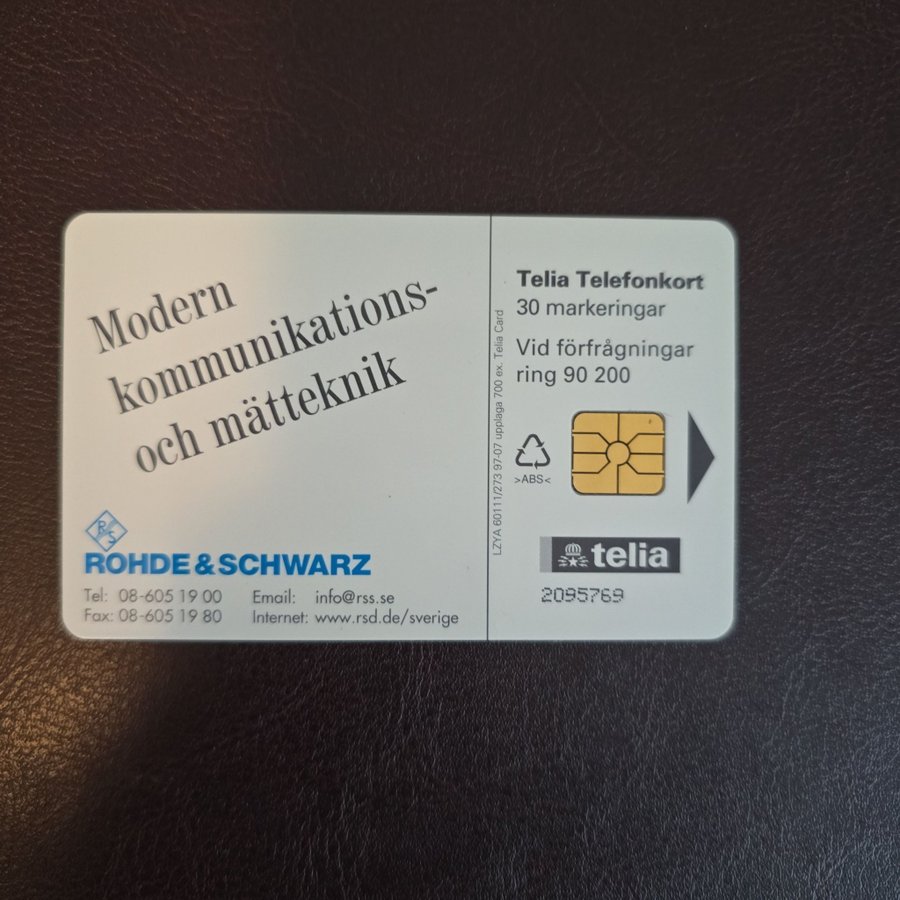 Modern
kommunikations-
och mätteknik
R S
ROHDE & SCHWARZ
Tel: 08-605 19 00 Email: info@rss.se
Fax: 08-605 19 80 Internet: www.rsd.de/sverige
LZYA 60111/273 97-07 upplaga 700 ex. Telia Card
Telia Telefonkort
30 markeringar
Vid förfrågningar
ring 90 200
>ABS<
telia
2095769